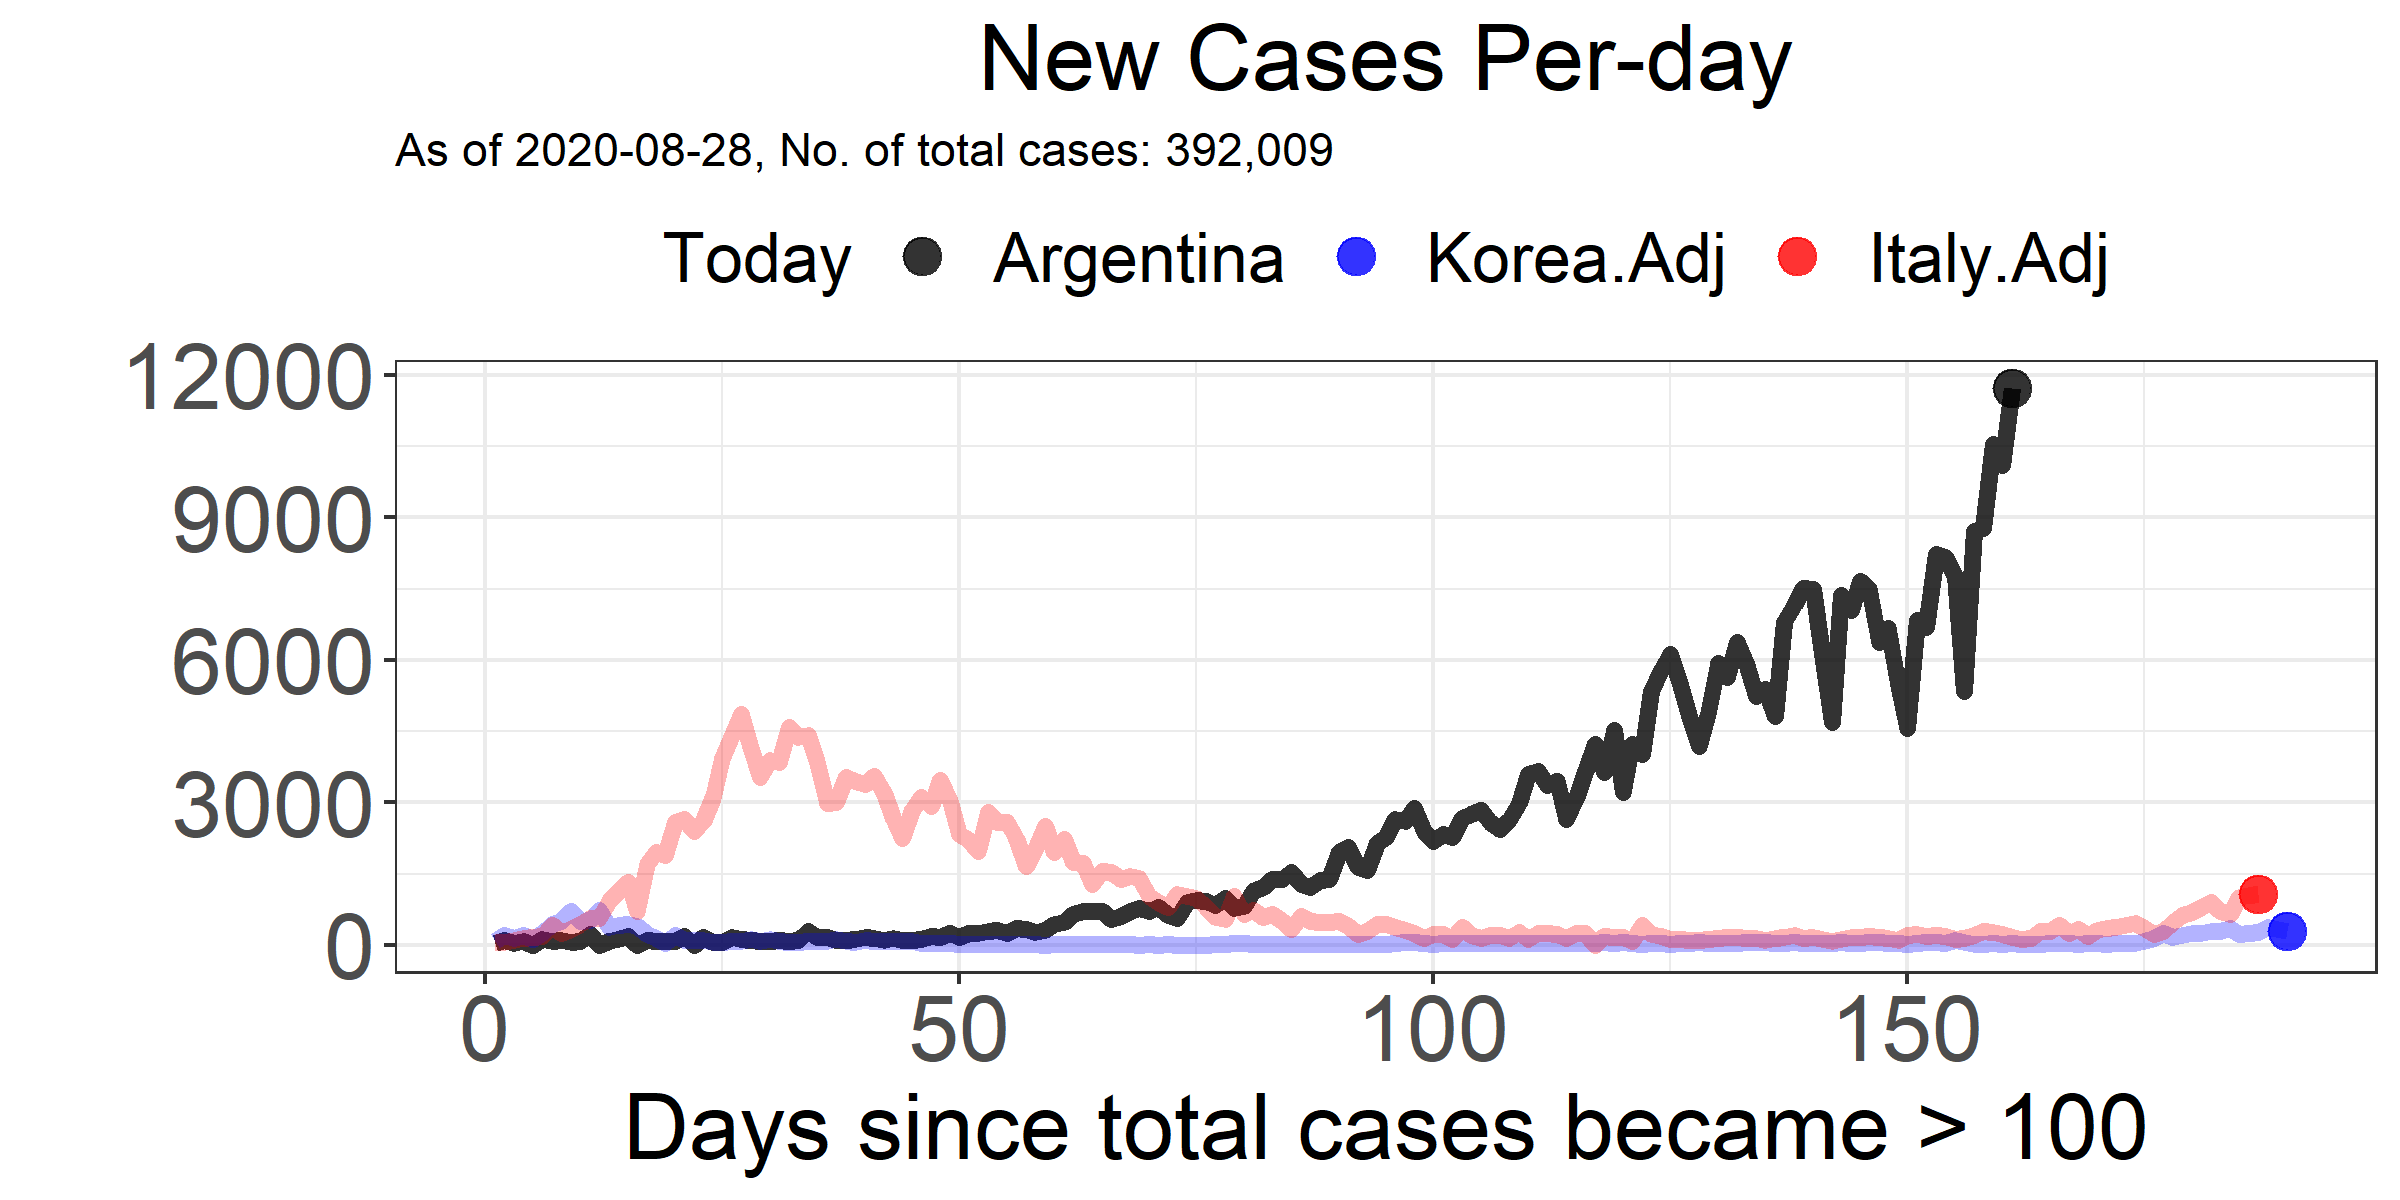 New Cases Per-day
As of 2020-08-28, No. of total cases: 392,009
Today Argentina Korea.Adj Italy.Adj
12000
9000
6000
3000
0
0 50 100 150
Days since total cases became > 100